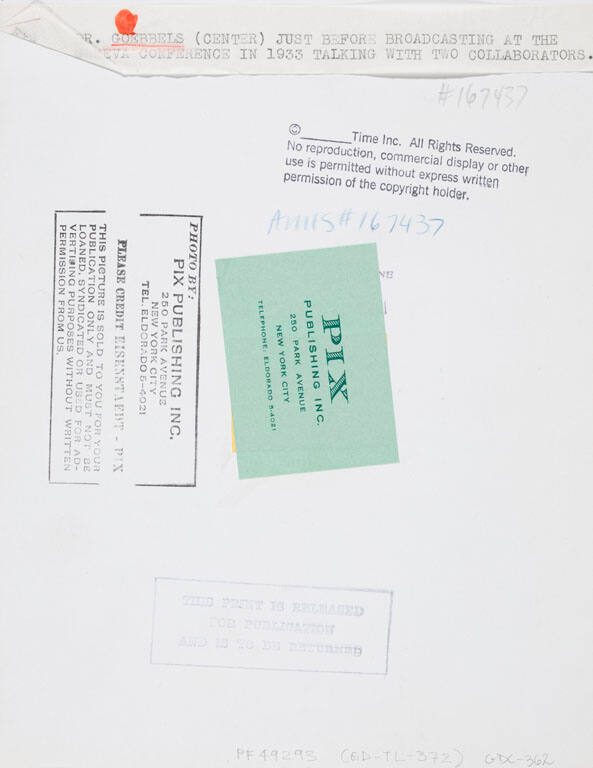 R. GOEBBELS (CENTER) JUST BEFORE BROADCASTING AT THE
EVA CONFERENCE IN 1933 TALKING WITH TWO COLLABORATORS.
#167437
© Time Inc. All Rights Reserved.
No reproduction, commercial display or other
use is permitted without express written
permission of the copyright holder.
#167437
PHOTO BY:
PIX PUBLISHING INC.
250 PARK AVENUE
NEW YORK CITY
TEL. ELDORADO 5-4021
PLEASE CREDIT EISENSTAEDT - PIX
THIS PICTURE IS SOLD TO YOU FOR YOUR
PUBLICATION ONLY AND MUST NOT BE
LOANED, SYNDICATED OR USED FOR AD-
VERTISING PURPOSES WITHOUT WRITTEN
PERMISSION FROM US.
NE
PIX
PUBLISHING INC.
250 PARK AVENUE
NEW YORK CITY
TELEPHONE: ELDORADO 5-4021
THIS PRINT IS RELEASED
FOR PUBLICATION
AND IS TO BE RETURNED
PF49293 (GD-TL-372) GDC-362